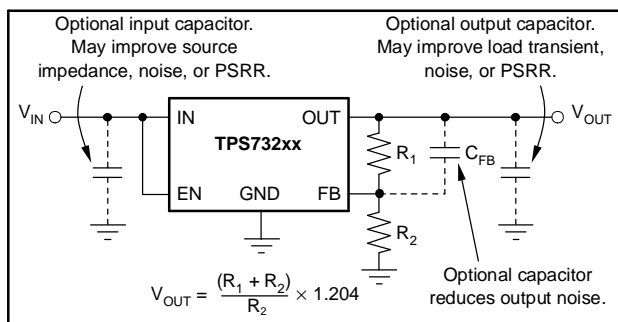 Optional input capacitor.
May improve source
impedance, noise, or PSRR.
Optional output capacitor.
May improve load transient,
noise, or PSRR.
V_IN
IN
OUT
V_OUT
TPS732xx
R_1
C_FB
EN
GND
FB
R_2
Optional capacitor
reduces output noise.
V_OUT = (R_1 + R_2) / R_2 × 1.204